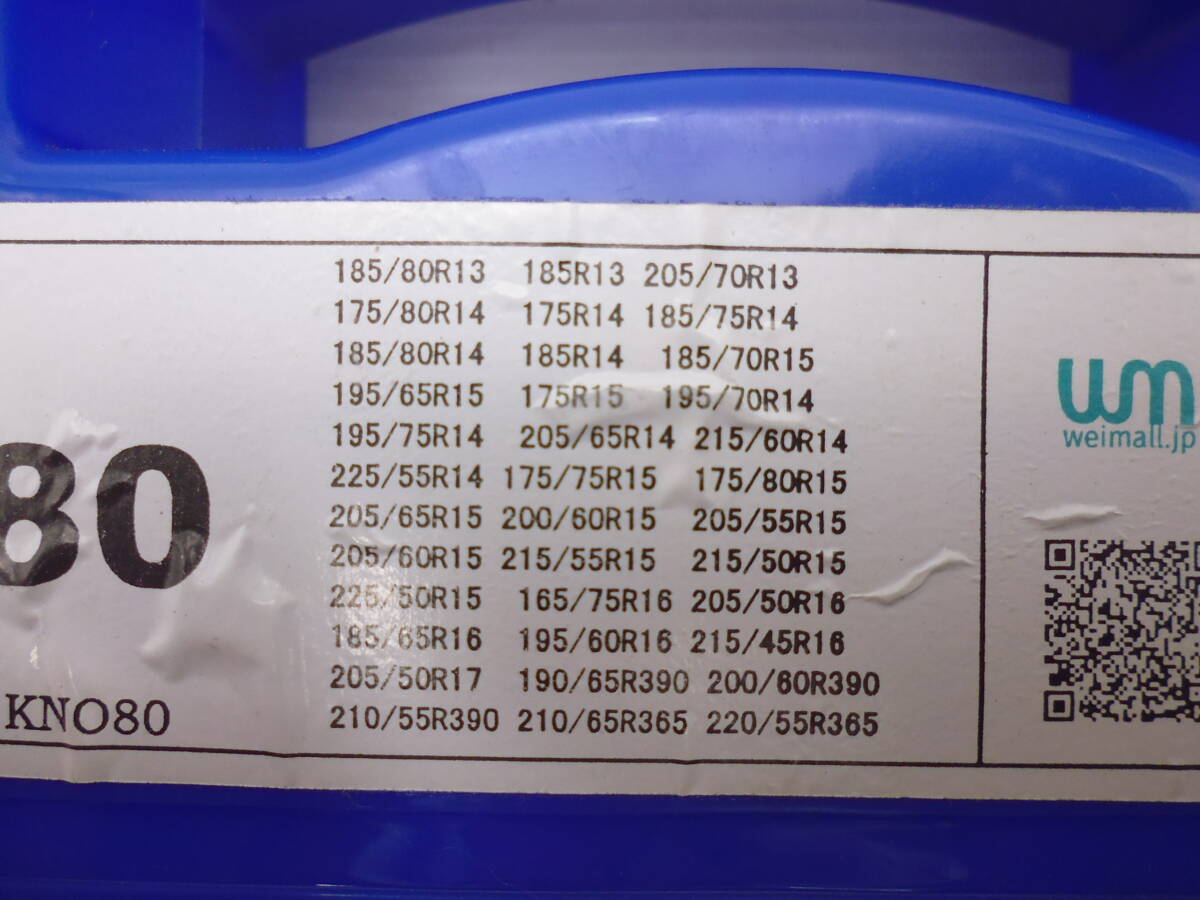 185/80R13 185R13 205/70R13
175/80R14 175R14 185/75R14
185/80R14 185R14 185/70R15
195/65R15 175R15 195/70R14
195/75R14 205/65R14 215/60R14
225/55R14 175/75R15 175/80R15
205/65R15 200/60R15 205/55R15
205/60R15 215/55R15 215/50R15
225/50R15 165/75R16 205/50R16
185/65R16 195/60R16 215/45R16
205/50R17 190/65R390 200/60R390
210/55R390 210/65R365 220/55R365
80
KNO80
wm
weimall.jp